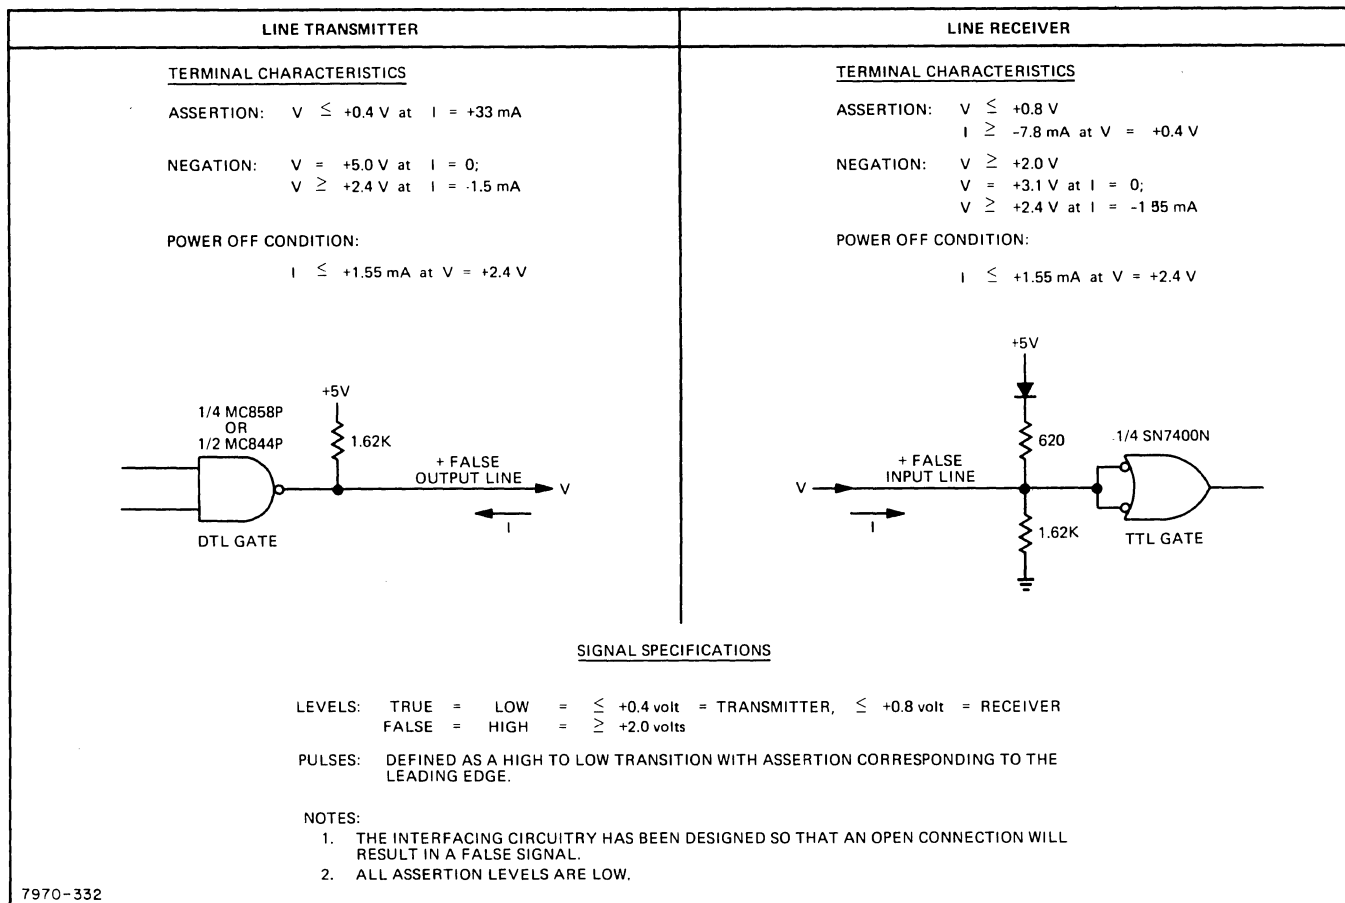 LINE TRANSMITTER
TERMINAL CHARACTERISTICS
ASSERTION: V ≤ +0.4 V at I = +33 mA
NEGATION: V = +5.0 V at I = 0;
V ≥ +2.4 V at I = -1.5 mA
POWER OFF CONDITION:
I ≤ +1.55 mA at V = +2.4 V
+5V
1/4 MC858P
OR
1/2 MC844P
1.62K
+ FALSE
OUTPUT LINE
V
I
DTL GATE
LINE RECEIVER
TERMINAL CHARACTERISTICS
ASSERTION: V ≤ +0.8 V
I ≥ -7.8 mA at V = +0.4 V
NEGATION: V ≥ +2.0 V
V = +3.1 V at I = 0;
V ≥ +2.4 V at I = -1 55 mA
POWER OFF CONDITION:
I ≤ +1.55 mA at V = +2.4 V
+5V
620
1/4 SN7400N
+ FALSE
INPUT LINE
V
I
1.62K
TTL GATE
SIGNAL SPECIFICATIONS
LEVELS: TRUE = LOW = ≤ +0.4 volt = TRANSMITTER, ≤ +0.8 volt = RECEIVER
FALSE = HIGH = ≥ +2.0 volts
PULSES: DEFINED AS A HIGH TO LOW TRANSITION WITH ASSERTION CORRESPONDING TO THE
LEADING EDGE.
NOTES:
1. THE INTERFACING CIRCUITRY HAS BEEN DESIGNED SO THAT AN OPEN CONNECTION WILL
RESULT IN A FALSE SIGNAL.
2. ALL ASSERTION LEVELS ARE LOW.
7970-332